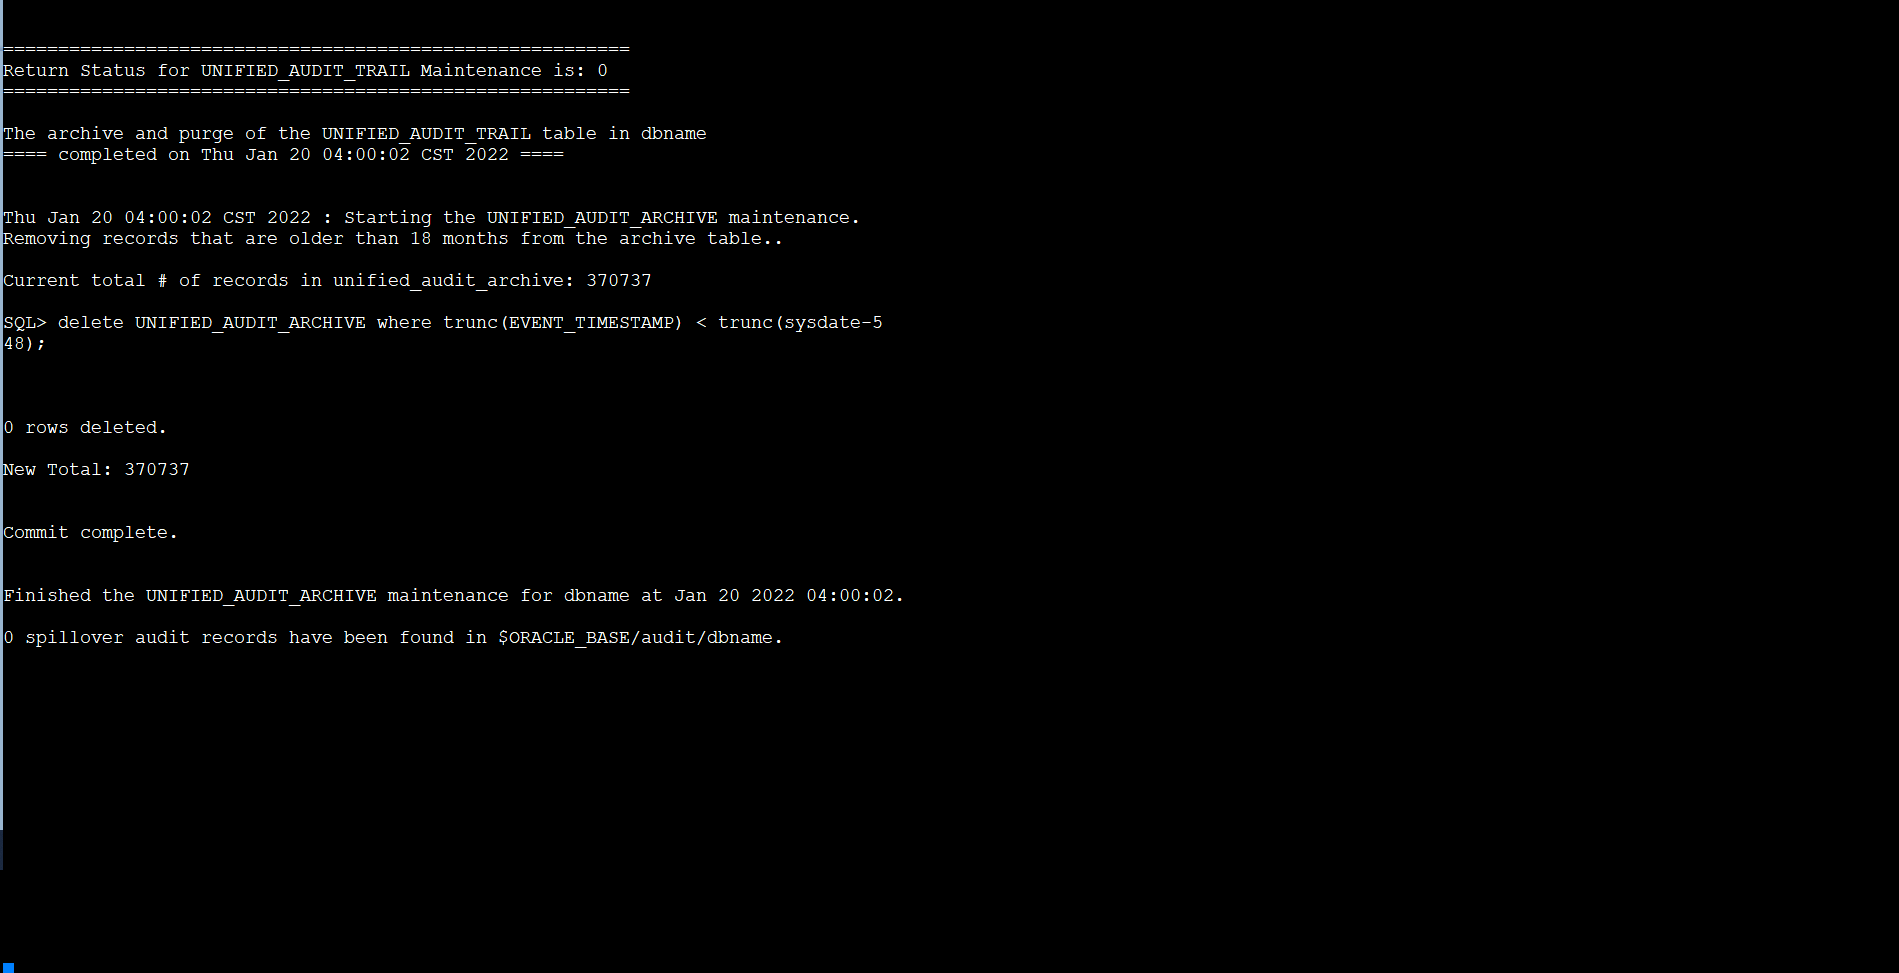 =========================================================
Return Status for UNIFIED_AUDIT_TRAIL Maintenance is: 0
=========================================================
The archive and purge of the UNIFIED_AUDIT_TRAIL table in dbname
==== completed on Thu Jan 20 04:00:02 CST 2022 ====
Thu Jan 20 04:00:02 CST 2022 : Starting the UNIFIED_AUDIT_ARCHIVE maintenance.
Removing records that are older than 18 months from the archive table..
Current total # of records in unified_audit_archive: 370737
SQL> delete UNIFIED_AUDIT_ARCHIVE where trunc(EVENT_TIMESTAMP) < trunc(sysdate-5
48);
0 rows deleted.
New Total: 370737
Commit complete.
Finished the UNIFIED_AUDIT_ARCHIVE maintenance for dbname at Jan 20 2022 04:00:02.
0 spillover audit records have been found in $ORACLE_BASE/audit/dbname.